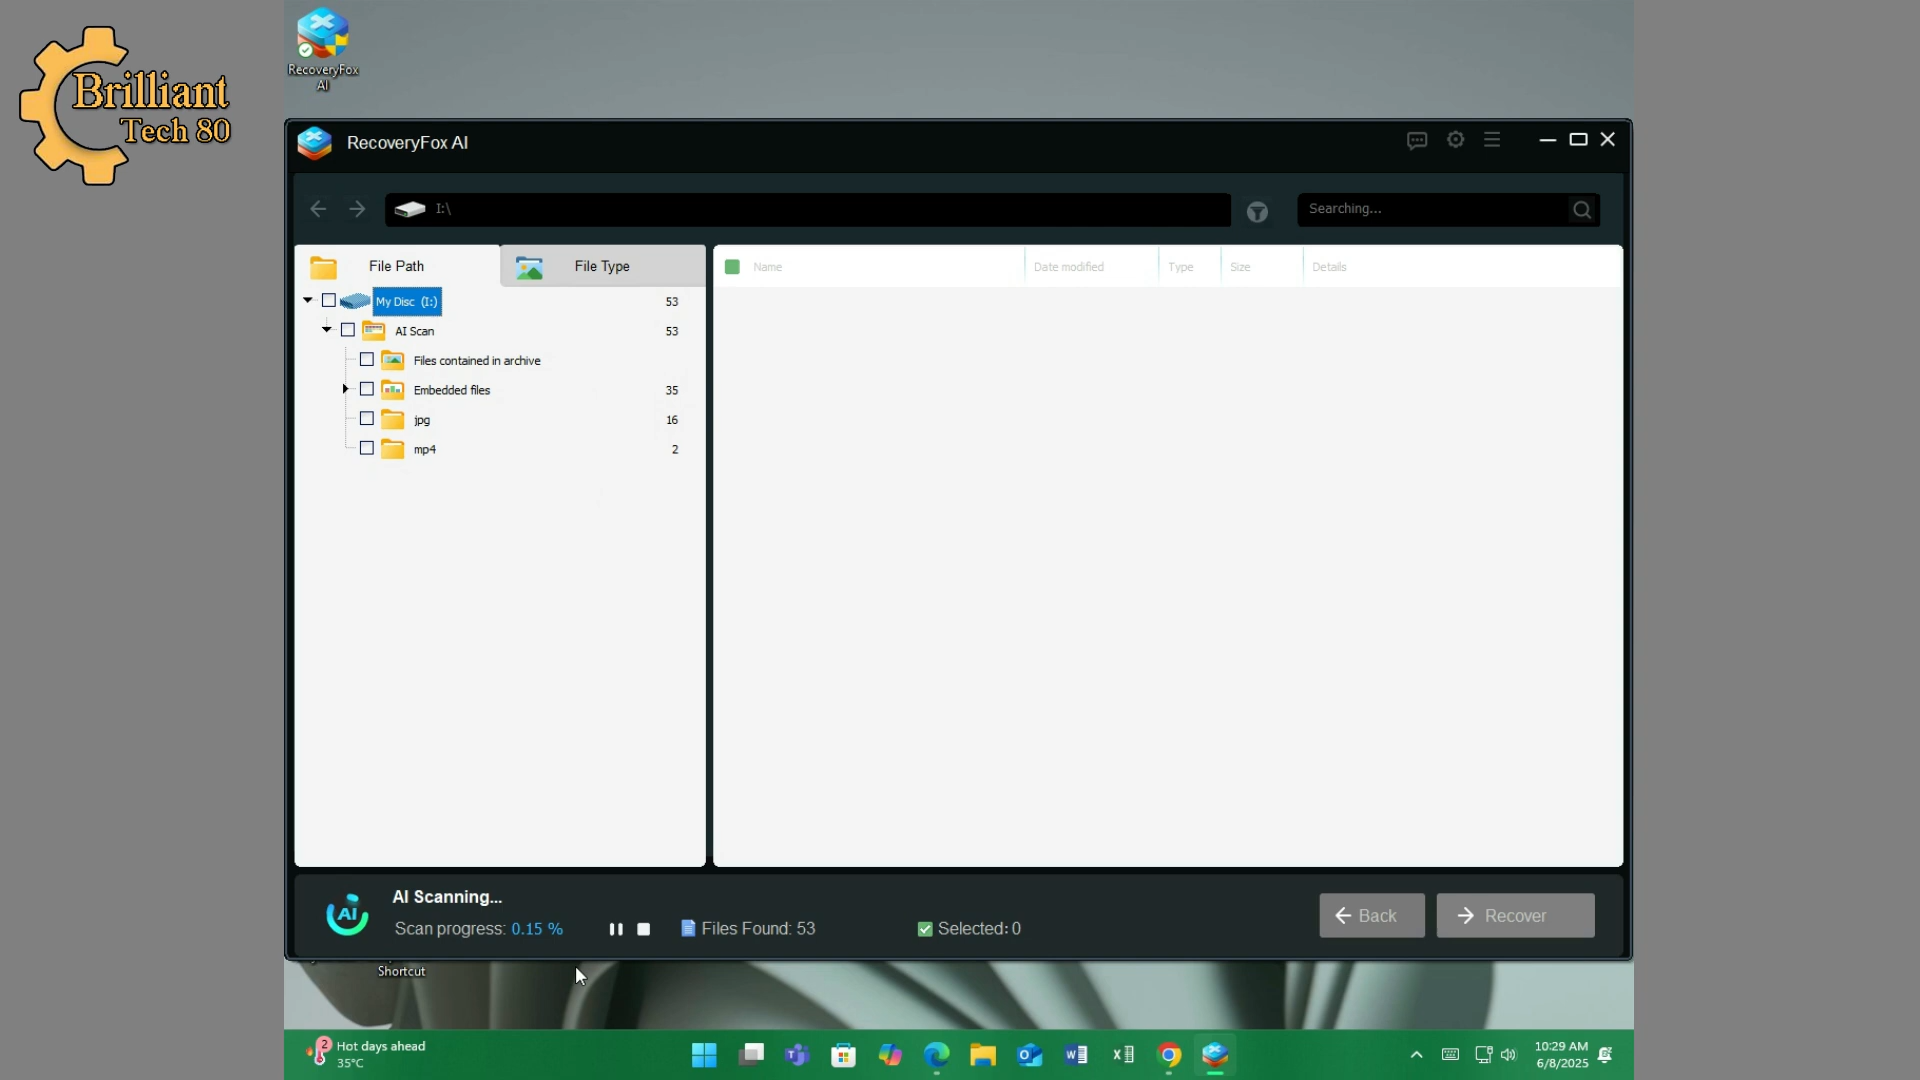 Brilliant
Tech 80
RecoveryFox
AI
RecoveryFox AI
I:\
Searching...
File Path
File Type
Name
Date modified
Type
Size
Details
My Disc (I:)
53
AI Scan
53
Files contained in archive
Embedded files
35
jpg
16
mp4
2
AI
AI Scanning...
Scan progress: 0.15 %
Files Found: 53
Selected: 0
Back
Recover
Shortcut
2
Hot days ahead
35°C
10:29 AM
6/8/2025